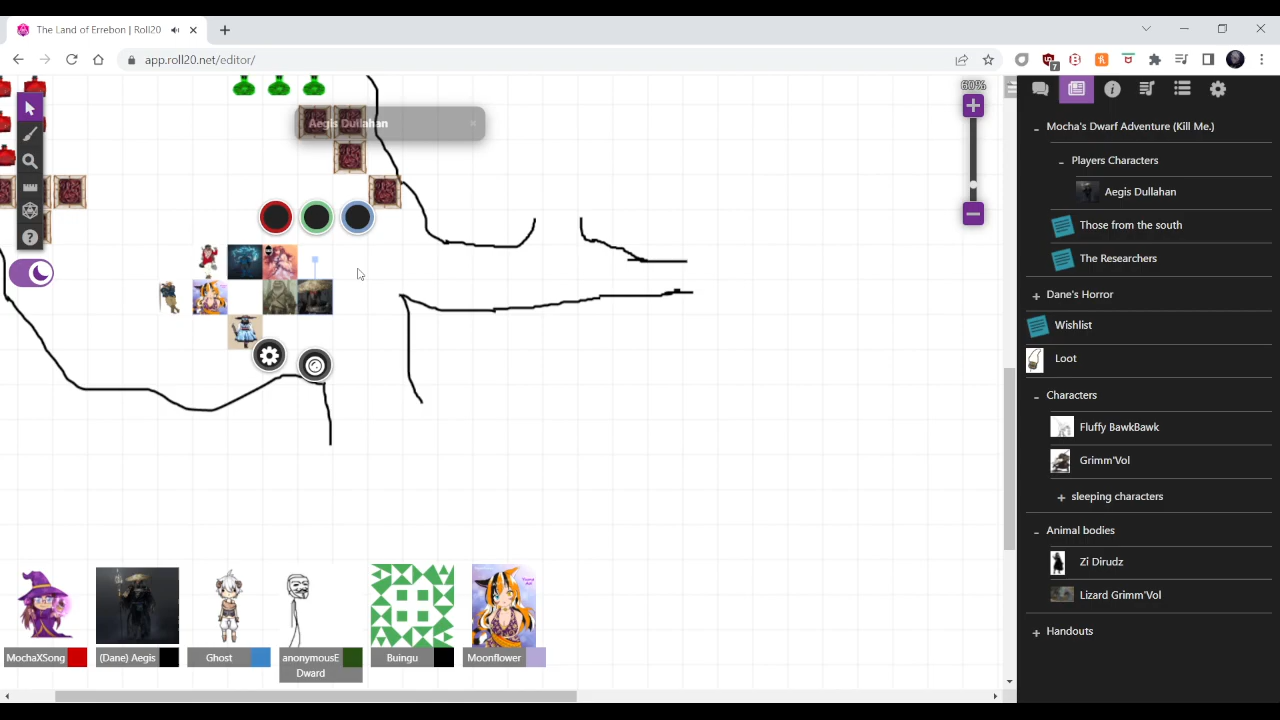 The Land of Errebon | Roll20
app.roll20.net/editor/
7
60%
Aegis Dullahan
Mocha's Dwarf Adventure (Kill Me.)
Players Characters
Aegis Dullahan
Those from the south
The Researchers
Dane's Horror
Wishlist
Loot
Characters
Fluffy BawkBawk
Grimm'Vol
sleeping characters
Animal bodies
Zi Dirudz
Lizard Grimm'Vol
Handouts
MochaXSong
(Dane) Aegis
Ghost
anonymousE
Dward
Buingu
Moonflower